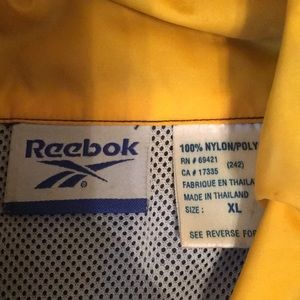 Reebok
®
100% NYLON/POLY
RN # 69421 (242)
CA # 17335
FABRIQUE EN THAILA
MADE IN THAILAND
SIZE : XL
SEE REVERSE FOR